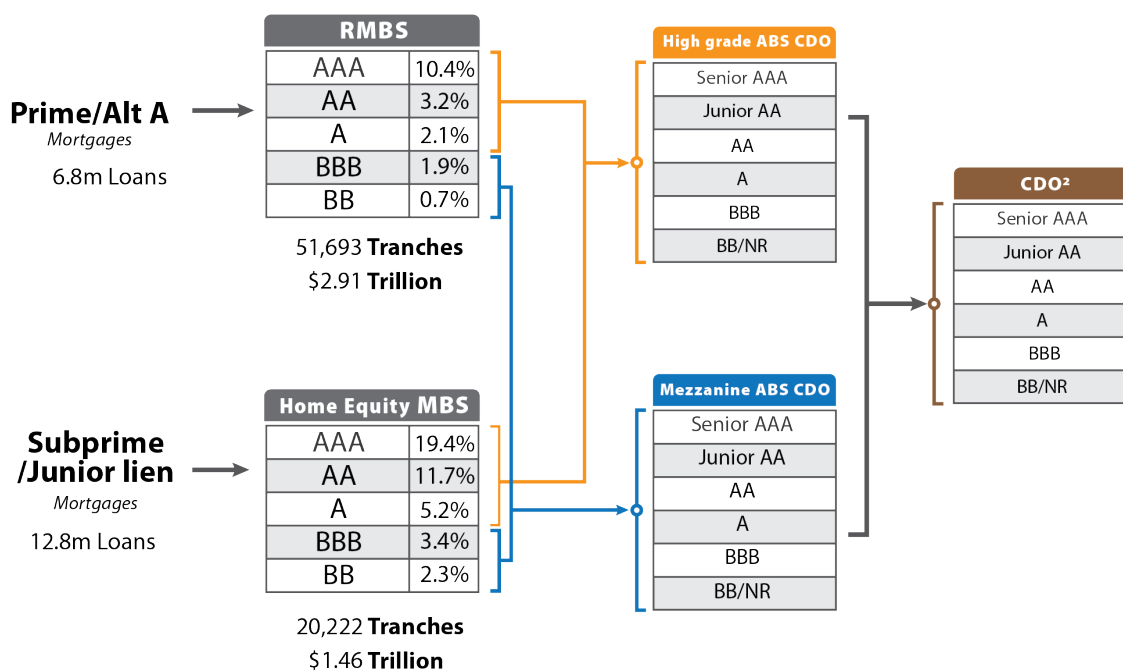 RMBS
AAA 10.4%
AA 3.2%
A 2.1%
BBB 1.9%
BB 0.7%
51,693 Tranches
$2.91 Trillion
Prime/Alt A
Mortgages
6.8m Loans
High grade ABS CDO
Senior AAA
Junior AA
AA
A
BBB
BB/NR
CDO²
Senior AAA
Junior AA
AA
A
BBB
BB/NR
Subprime
/Junior lien
Mortgages
12.8m Loans
Home Equity MBS
AAA 19.4%
AA 11.7%
A 5.2%
BBB 3.4%
BB 2.3%
20,222 Tranches
$1.46 Trillion
Mezzanine ABS CDO
Senior AAA
Junior AA
AA
A
BBB
BB/NR